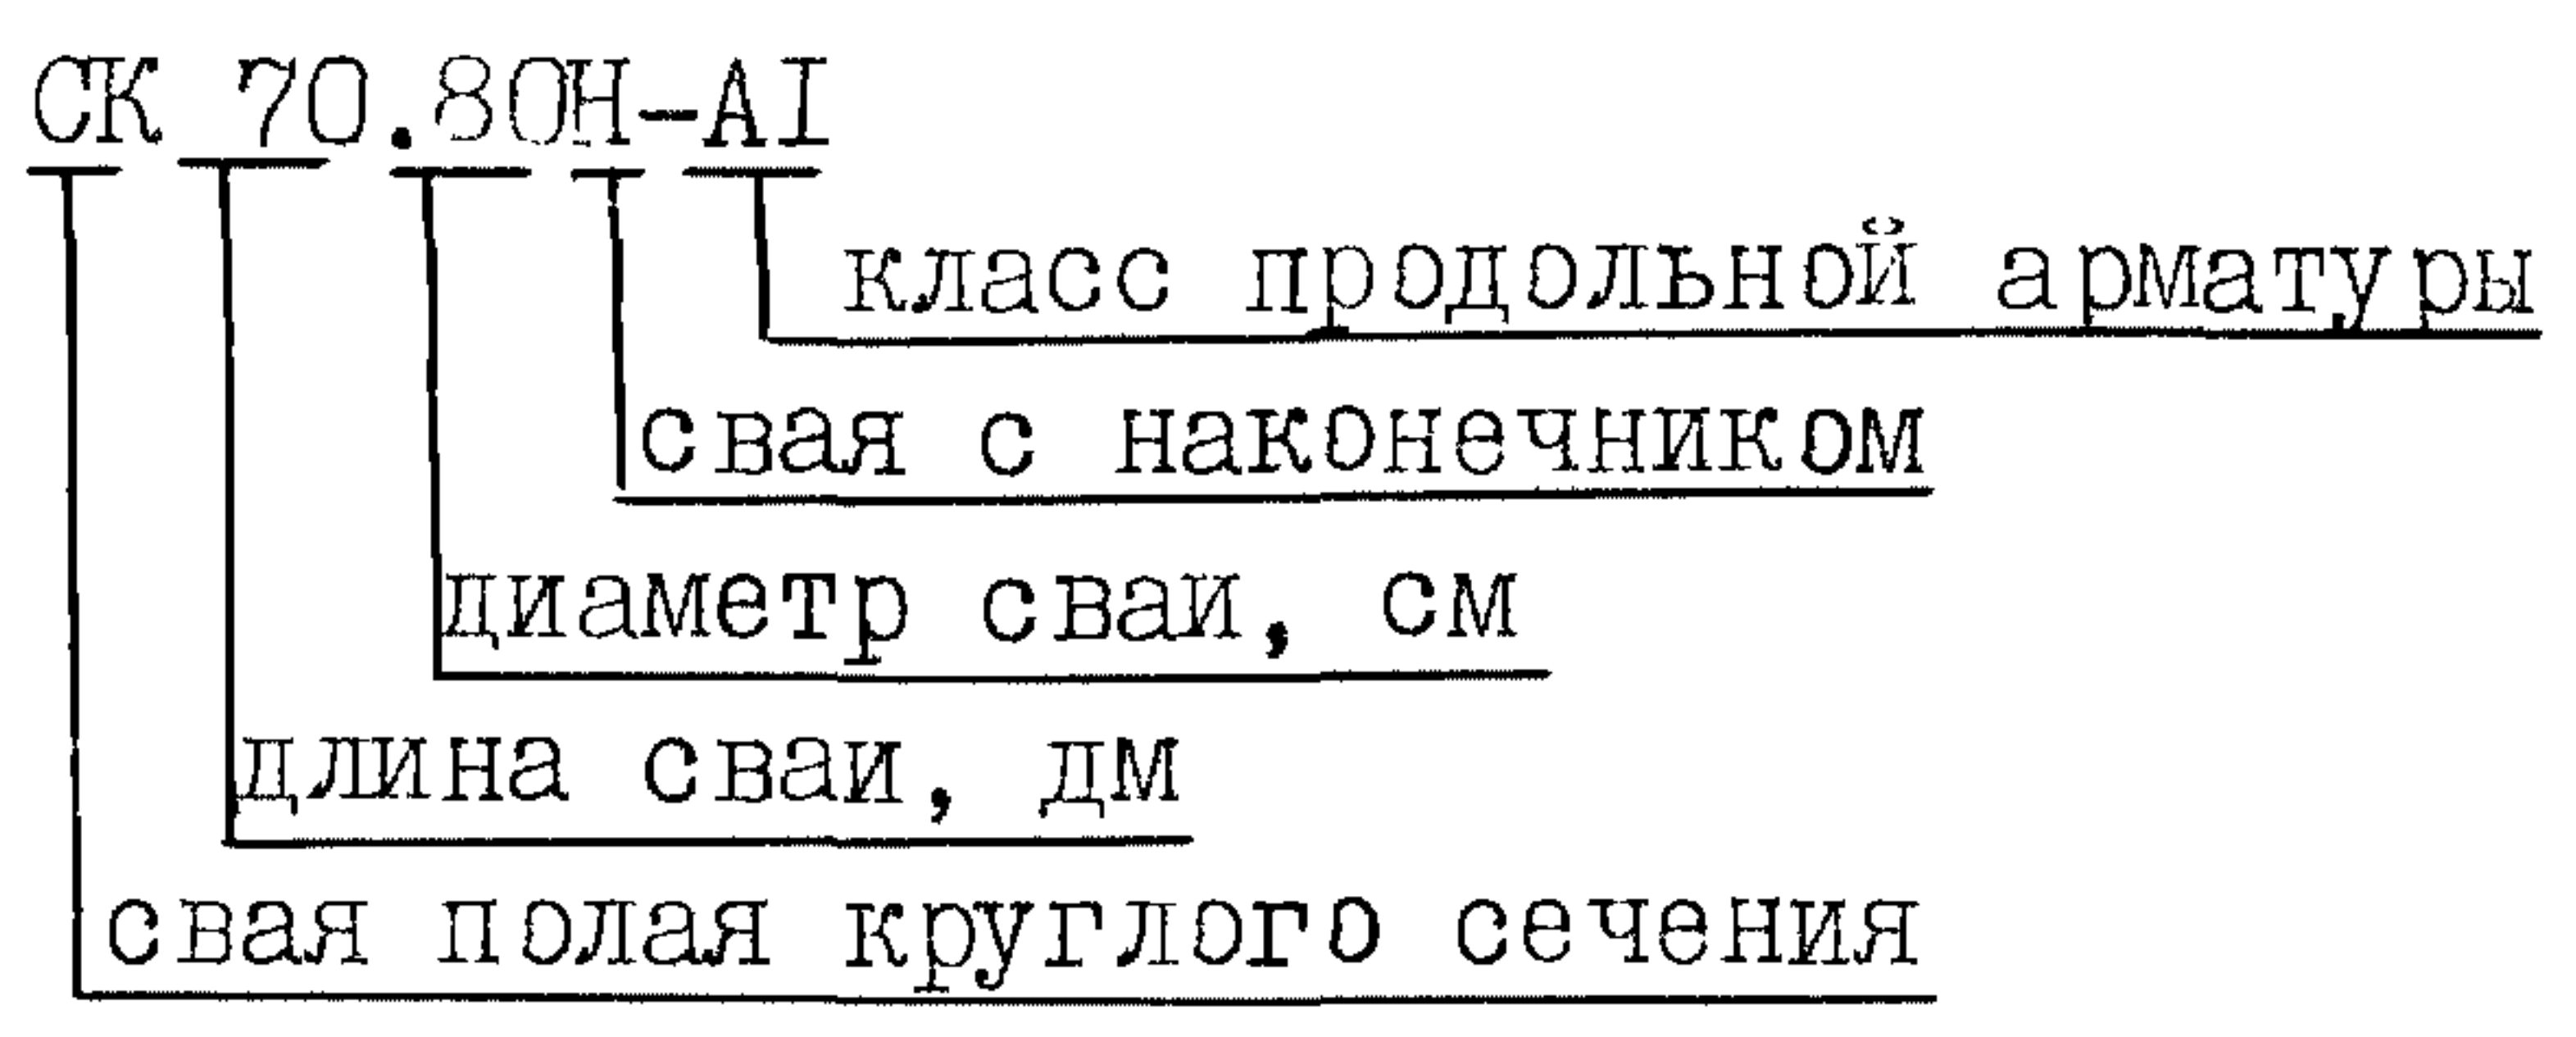 СК 70.80Н-АI
класс продольной арматуры
свая с наконечником
диаметр сваи, см
длина сваи, дм
свая полая круглого сечения